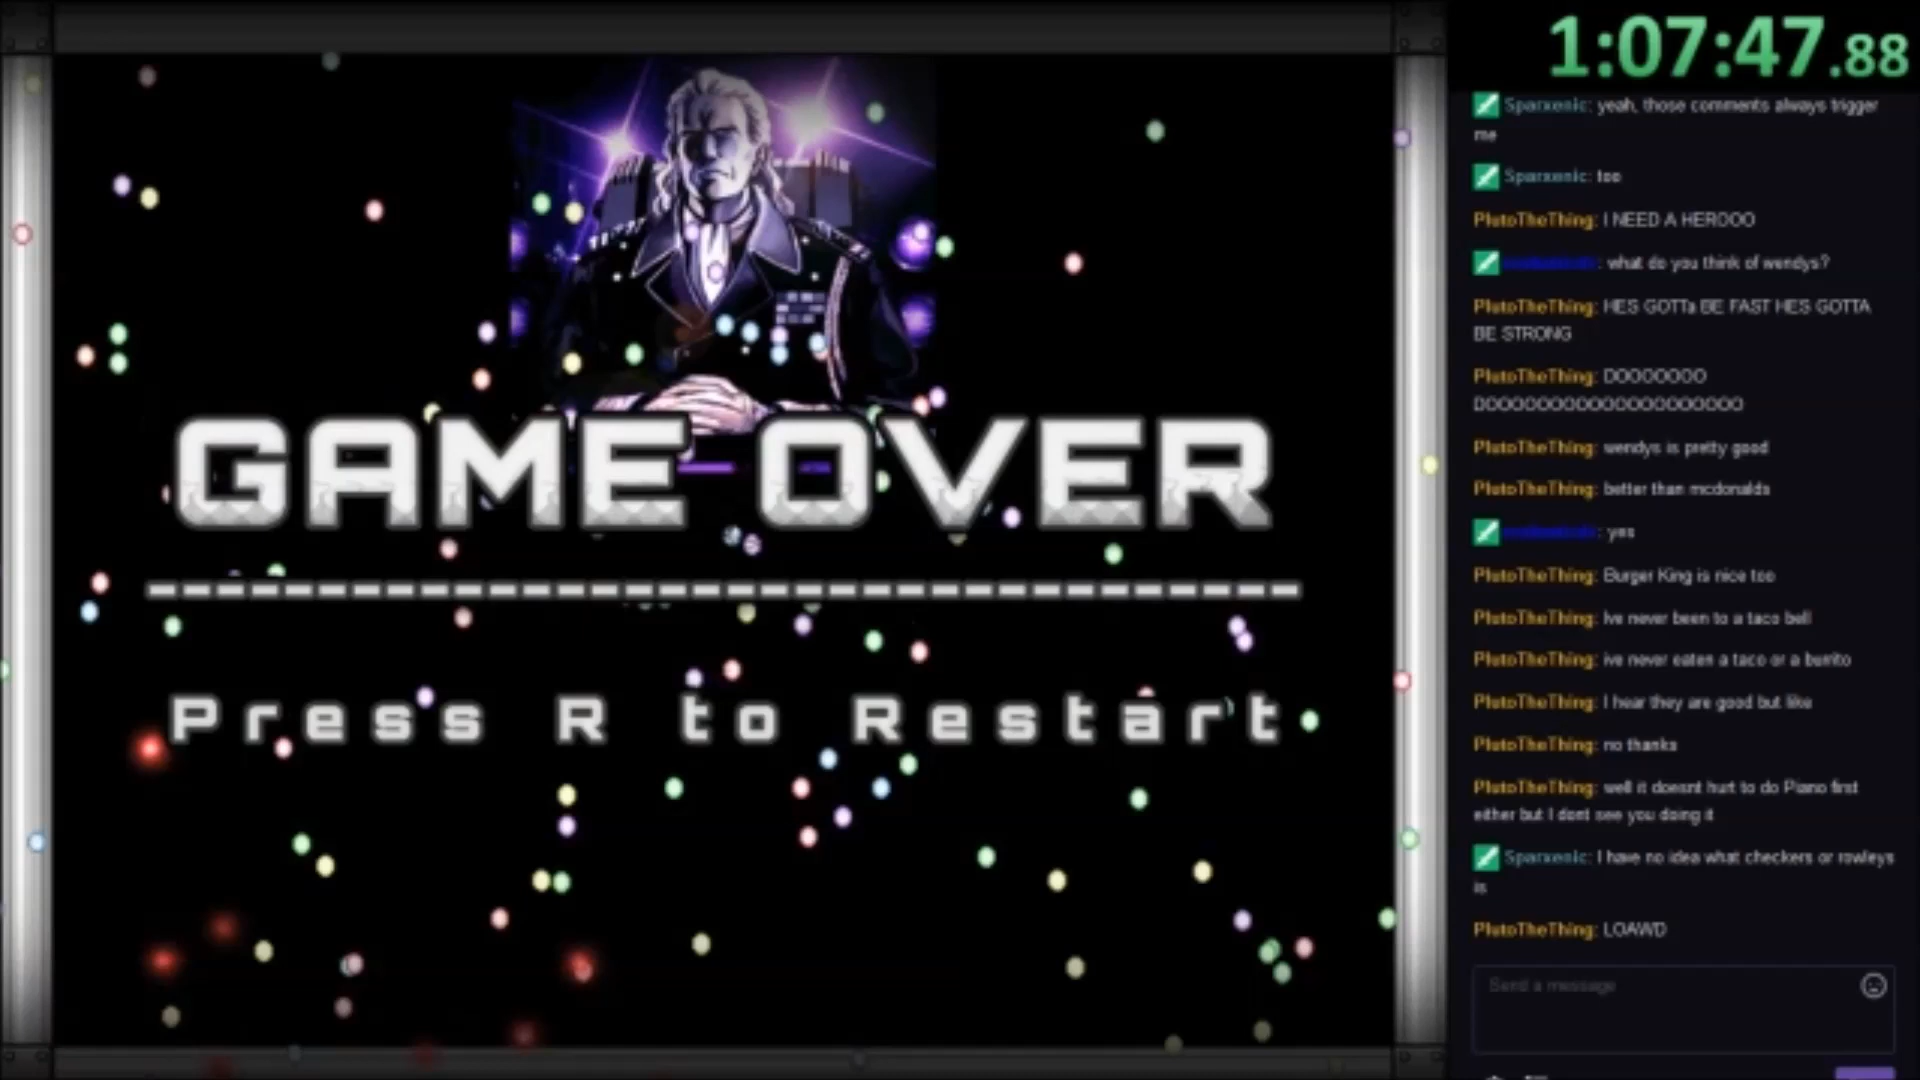 1:07:47.88
Sparxenic: yeah, those comments always trigger
me
Sparxenic: too
PlutoTheThing: I NEED A HEROOO
: what do you think of wendys?
PlutoTheThing: HES GOTTa BE FAST HES GOTTA
BE STRONG
PlutoTheThing: DOOOOOOO
DOOOOOOOOOOOOOOOOOOOOO
PlutoTheThing: wendys is pretty good
PlutoTheThing: better than mcdonalds
: yes
PlutoTheThing: Burger King is nice too
PlutoTheThing: Ive never been to a taco bell
PlutoTheThing: ive never eaten a taco or a burrito
PlutoTheThing: I hear they are good but like
PlutoTheThing: no thanks
PlutoTheThing: well it doesnt hurt to do Piano first
either but I dont see you doing it
Sparxenic: I have no idea what checkers or rowleys
is
PlutoTheThing: LOAWD
Send a message
GAME OVER
Press R to Restart